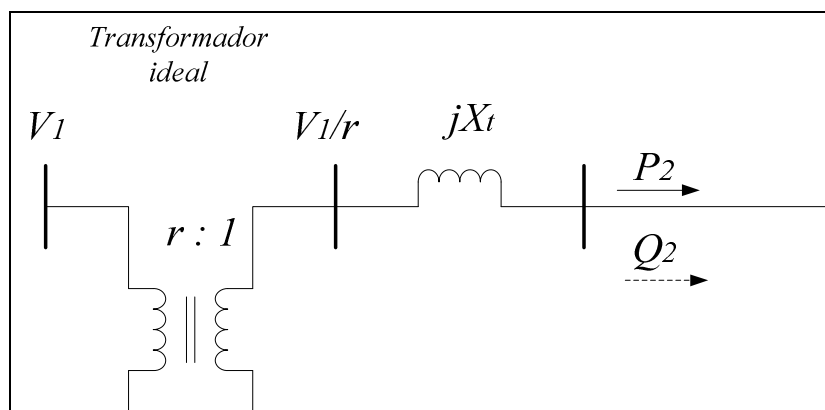 Transformador
ideal
V1
V1/r
jXt
P2
r : 1
Q2